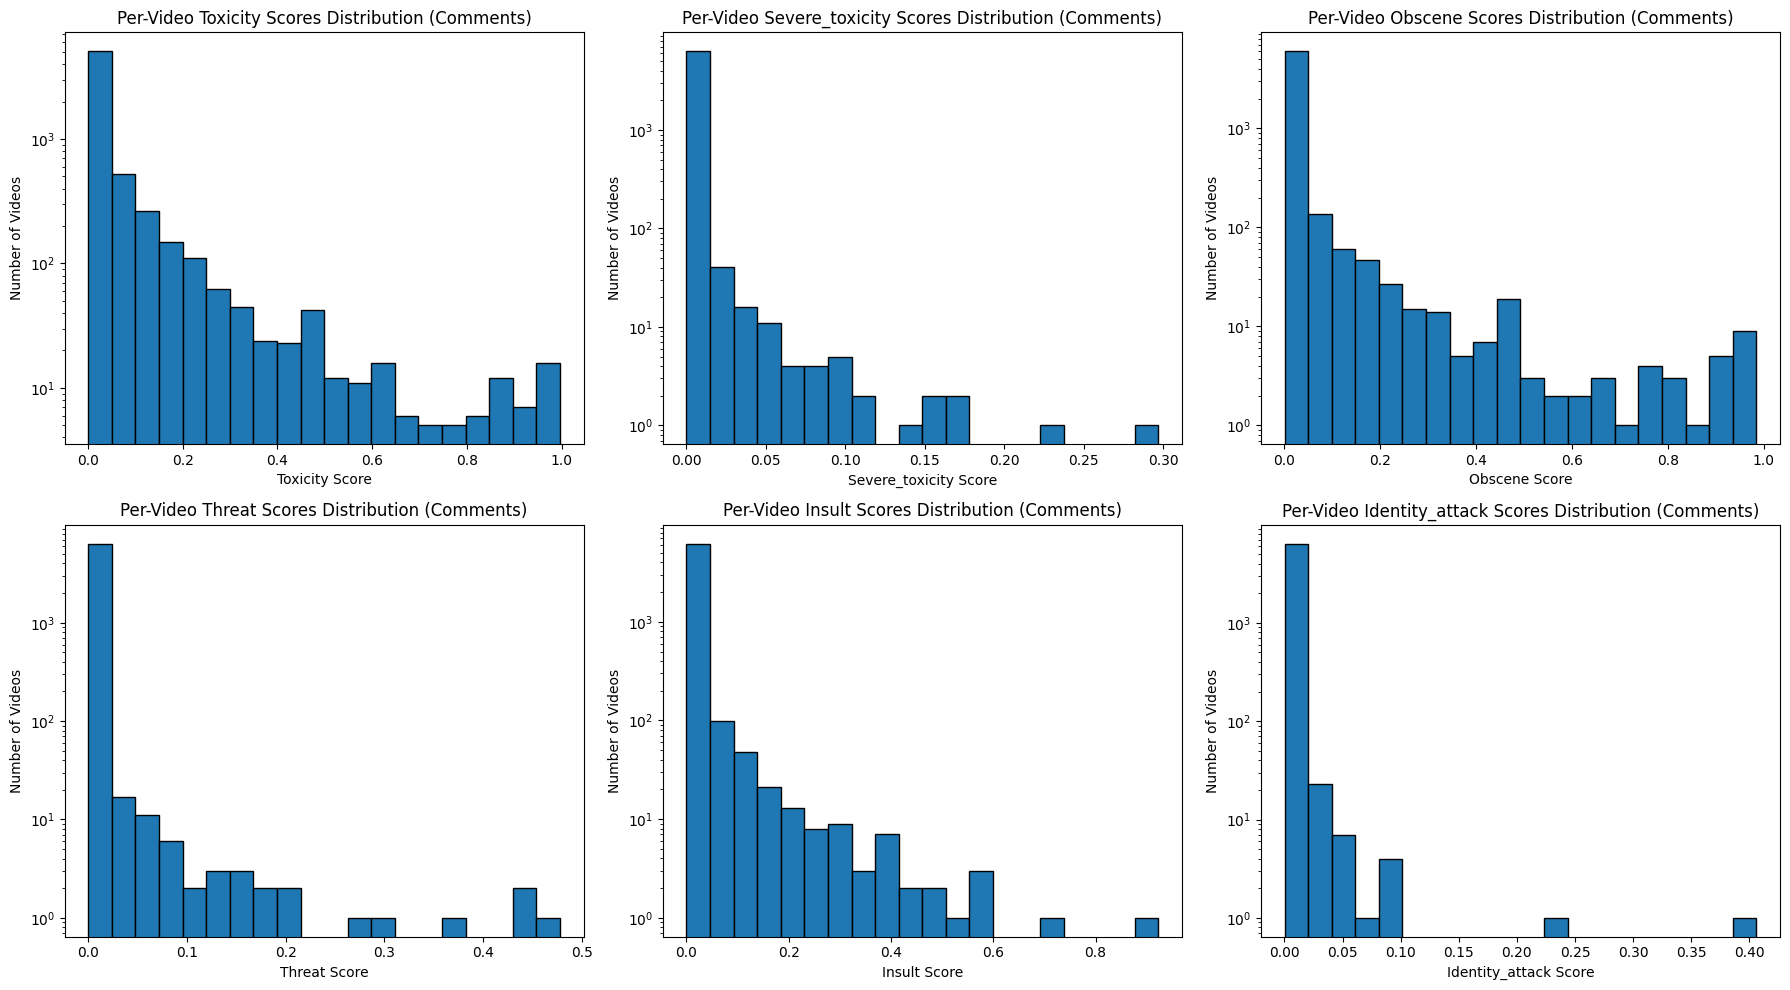 Per-Video Toxicity Scores Distribution (Comments)
Number of Videos
10^3
10^2
10^1
0.0 0.2 0.4 0.6 0.8 1.0
Toxicity Score
Per-Video Severe_toxicity Scores Distribution (Comments)
Number of Videos
10^3
10^2
10^1
10^0
0.00 0.05 0.10 0.15 0.20 0.25 0.30
Severe_toxicity Score
Per-Video Obscene Scores Distribution (Comments)
Number of Videos
10^3
10^2
10^1
10^0
0.0 0.2 0.4 0.6 0.8 1.0
Obscene Score
Per-Video Threat Scores Distribution (Comments)
Number of Videos
10^3
10^2
10^1
10^0
0.0 0.1 0.2 0.3 0.4 0.5
Threat Score
Per-Video Insult Scores Distribution (Comments)
Number of Videos
10^3
10^2
10^1
10^0
0.0 0.2 0.4 0.6 0.8
Insult Score
Per-Video Identity_attack Scores Distribution (Comments)
Number of Videos
10^3
10^2
10^1
10^0
0.00 0.05 0.10 0.15 0.20 0.25 0.30 0.35 0.40
Identity_attack Score